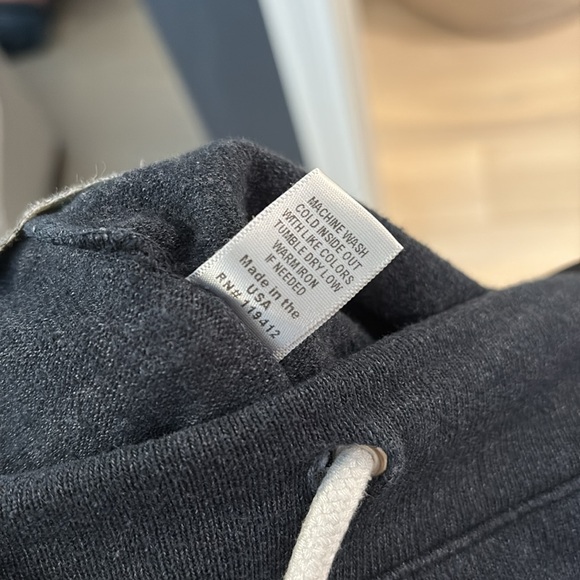 MACHINE WASH
COLD INSIDE OUT
WITH LIKE COLORS
TUMBLE DRY LOW
WARM IRON
IF NEEDED
Made in the
USA
RN# 119412